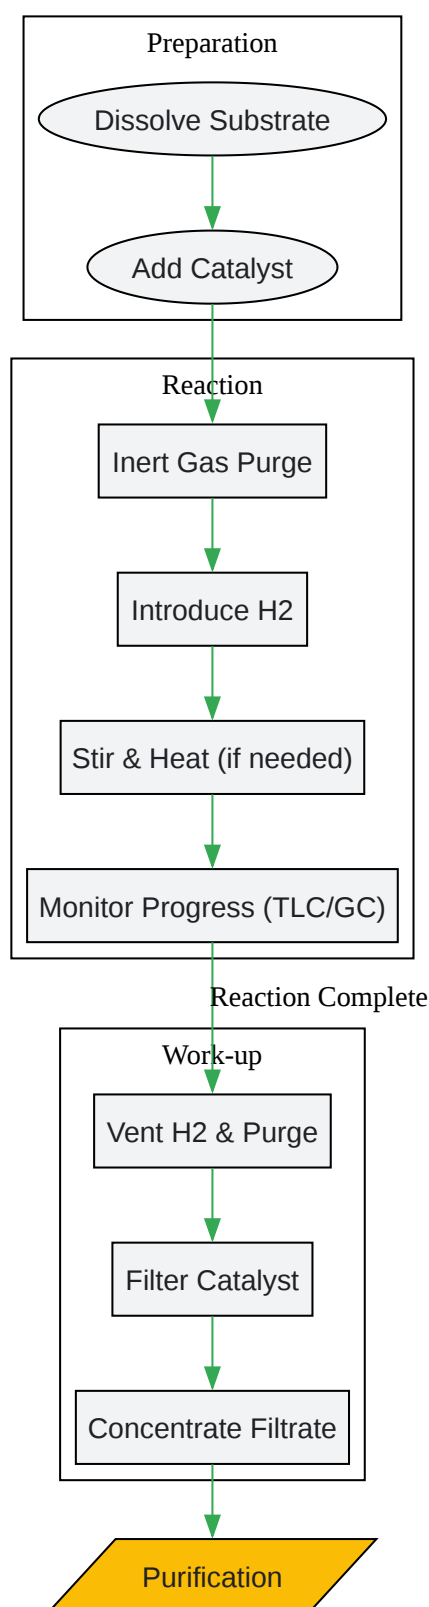 Preparation
Dissolve Substrate
Add Catalyst
Reaction
Inert Gas Purge
Introduce H2
Stir & Heat (if needed)
Monitor Progress (TLC/GC)
Reaction Complete
Work-up
Vent H2 & Purge
Filter Catalyst
Concentrate Filtrate
Purification